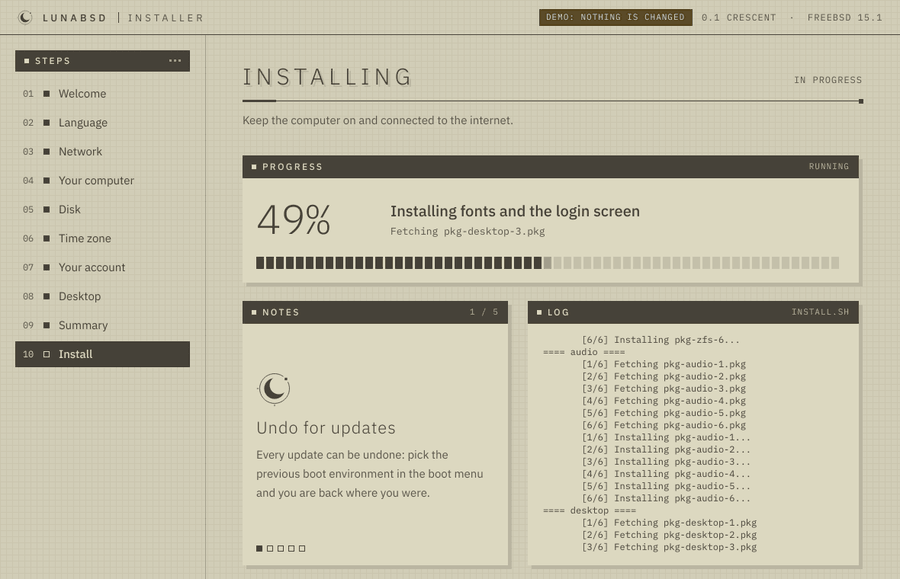 LUNABSD | INSTALLER
DEMO: NOTHING IS CHANGED
0.1 CRESCENT · FREEBSD 15.1
STEPS
01 Welcome
02 Language
03 Network
04 Your computer
05 Disk
06 Time zone
07 Your account
08 Desktop
09 Summary
10 Install
INSTALLING
IN PROGRESS
Keep the computer on and connected to the internet.
PROGRESS
RUNNING
49%
Installing fonts and the login screen
Fetching pkg-desktop-3.pkg
NOTES
1 / 5
Undo for updates
Every update can be undone: pick the
previous boot environment in the boot menu
and you are back where you were.
LOG
INSTALL.SH
[6/6] Installing pkg-zfs-6...
==== audio ====
[1/6] Fetching pkg-audio-1.pkg
[2/6] Fetching pkg-audio-2.pkg
[3/6] Fetching pkg-audio-3.pkg
[4/6] Fetching pkg-audio-4.pkg
[5/6] Fetching pkg-audio-5.pkg
[6/6] Fetching pkg-audio-6.pkg
[1/6] Installing pkg-audio-1...
[2/6] Installing pkg-audio-2...
[3/6] Installing pkg-audio-3...
[4/6] Installing pkg-audio-4...
[5/6] Installing pkg-audio-5...
[6/6] Installing pkg-audio-6...
==== desktop ====
[1/6] Fetching pkg-desktop-1.pkg
[2/6] Fetching pkg-desktop-2.pkg
[3/6] Fetching pkg-desktop-3.pkg